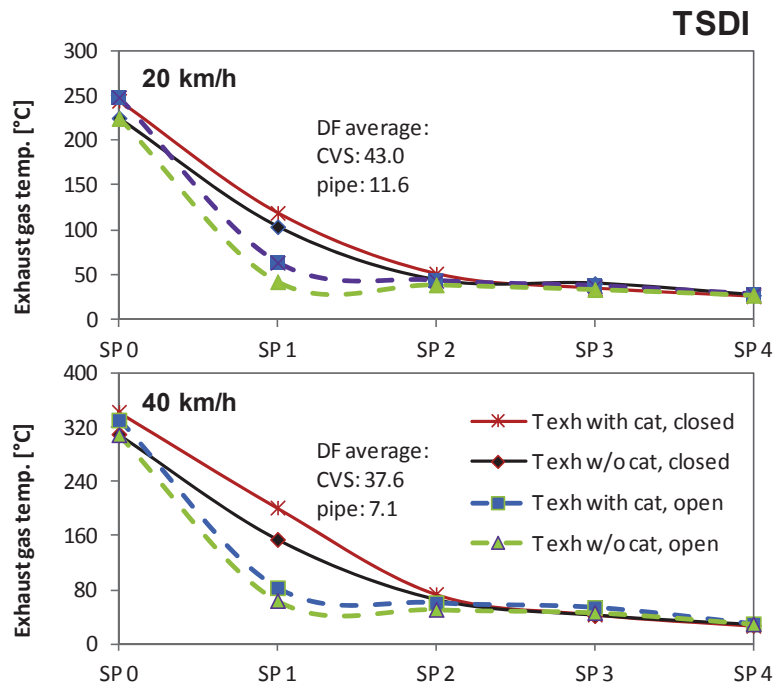 TSDI
Exhaust gas temp. [°C]
300
250
200
150
100
50
0
20 km/h
DF average:
CVS: 43.0
pipe: 11.6
SP 0
SP 1
SP 2
SP 3
SP 4
Exhaust gas temp. [°C]
400
320
240
160
80
0
40 km/h
DF average:
CVS: 37.6
pipe: 7.1
Texh with cat, closed
Texh w/o cat, closed
Texh with cat, open
Texh w/o cat, open
SP 0
SP 1
SP 2
SP 3
SP 4